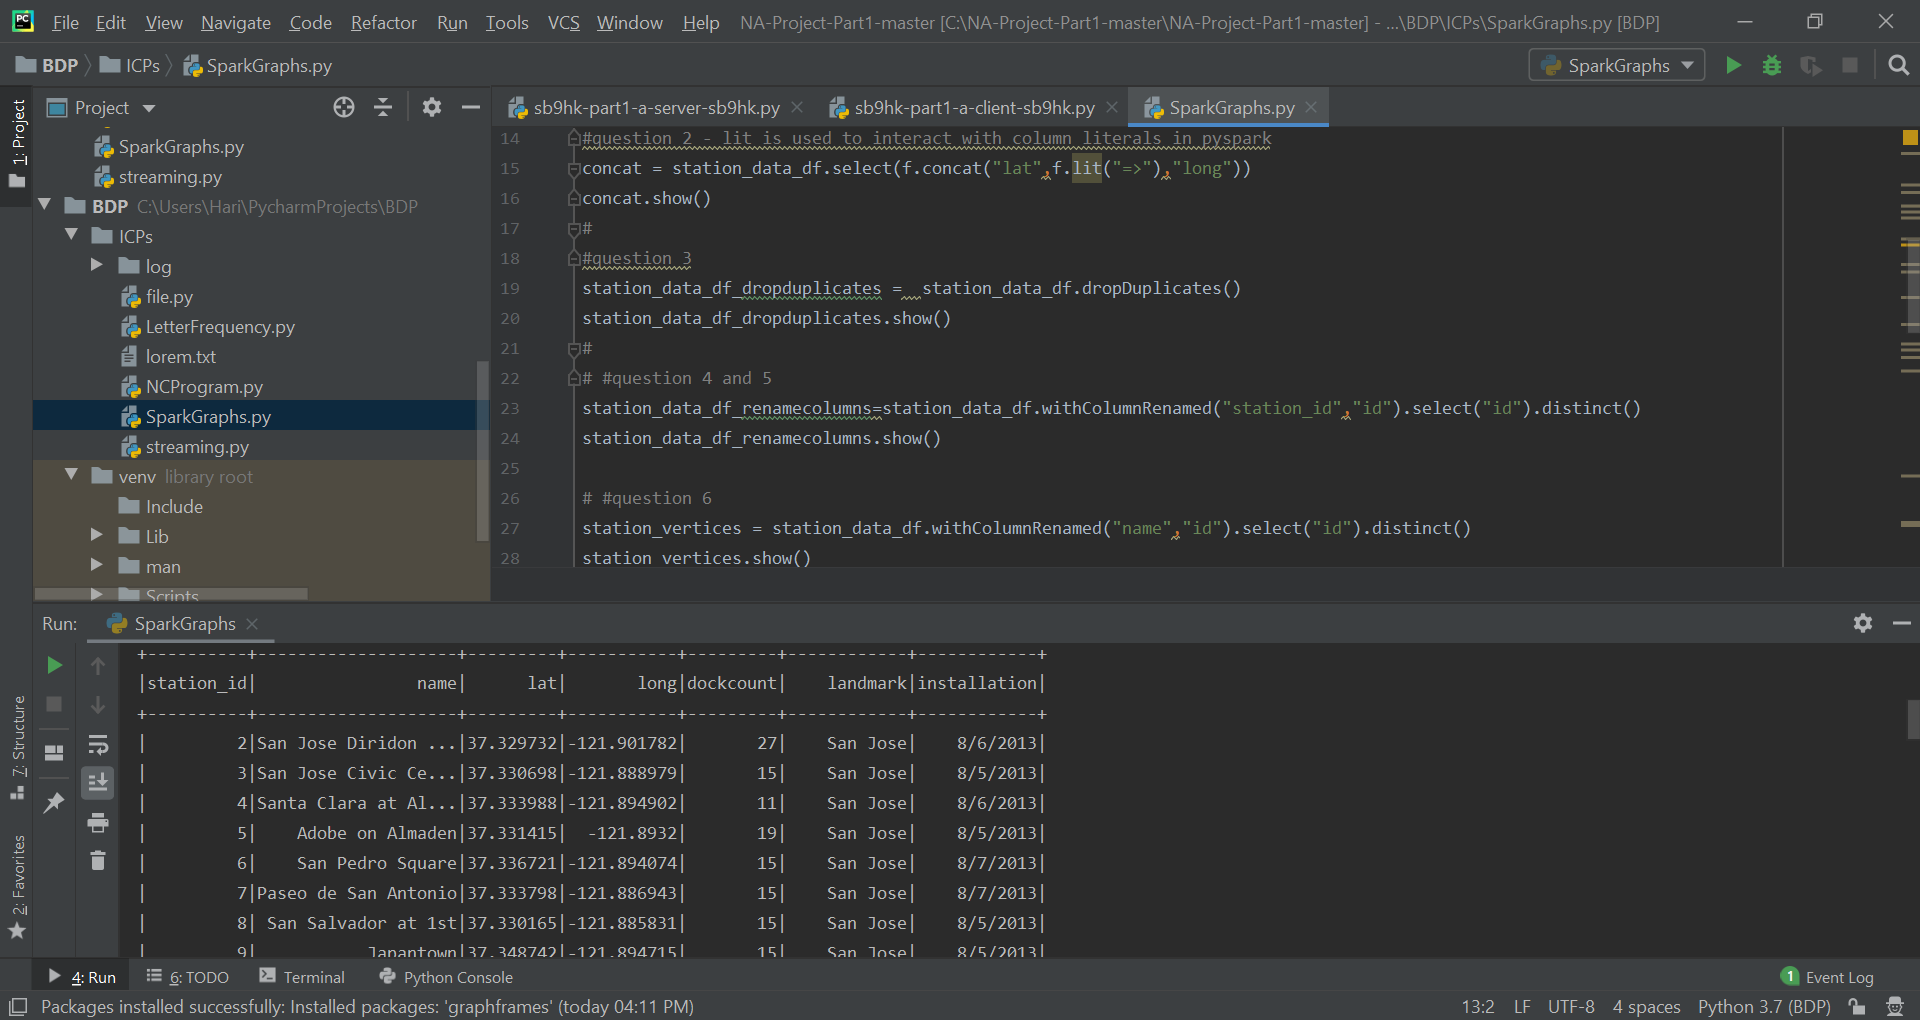 PC File Edit View Navigate Code Refactor Run Tools VCS Window Help NA-Project-Part1-master [C:\NA-Project-Part1-master\NA-Project-Part1-master] - ...\BDP\ICPs\SparkGraphs.py [BDP]
BDP ICPs SparkGraphs.py SparkGraphs
1: Project
Project
SparkGraphs.py
streaming.py
BDP C:\Users\Hari\PycharmProjects\BDP
ICPs
log
file.py
LetterFrequency.py
lorem.txt
NCProgram.py
SparkGraphs.py
streaming.py
venv library root
Include
Lib
man
Scripts
sb9hk-part1-a-server-sb9hk.py sb9hk-part1-a-client-sb9hk.py SparkGraphs.py
14 #question 2 - lit is used to interact with column literals in pyspark
15 concat = station_data_df.select(f.concat("lat",f.lit("=>"),"long"))
16 concat.show()
17 #
18 #question 3
19 station_data_df_dropduplicates =  station_data_df.dropDuplicates()
20 station_data_df_dropduplicates.show()
21 #
22 # #question 4 and 5
23 station_data_df_renamecolumns=station_data_df.withColumnRenamed("station_id","id").select("id").distinct()
24 station_data_df_renamecolumns.show()
25
26 # #question 6
27 station_vertices = station_data_df.withColumnRenamed("name","id").select("id").distinct()
28 station_vertices.show()
Run: SparkGraphs
7: Structure
2: Favorites
+----------+--------------------+---------+-----------+---------+------------+------------+
|station_id|                name|      lat|       long|dockcount|    landmark|installation|
+----------+--------------------+---------+-----------+---------+------------+------------+
|         2|San Jose Diridon ...|37.329732|-121.901782|       27|    San Jose|    8/6/2013|
|         3|San Jose Civic Ce...|37.330698|-121.888979|       15|    San Jose|    8/5/2013|
|         4|Santa Clara at Al...|37.333988|-121.894902|       11|    San Jose|    8/6/2013|
|         5|    Adobe on Almaden|37.331415|  -121.8932|       19|    San Jose|    8/5/2013|
|         6|    San Pedro Square|37.336721|-121.894074|       15|    San Jose|    8/7/2013|
|         7|Paseo de San Antonio|37.333798|-121.886943|       15|    San Jose|    8/7/2013|
|         8| San Salvador at 1st|37.330165|-121.885831|       15|    San Jose|    8/5/2013|
|         9|           Japantown|37.348742|-121.894715|       15|    San Jose|    8/5/2013|
4: Run 6: TODO Terminal Python Console 1 Event Log
Packages installed successfully: Installed packages: 'graphframes' (today 04:11 PM) 13:2 LF UTF-8 4 spaces Python 3.7 (BDP)